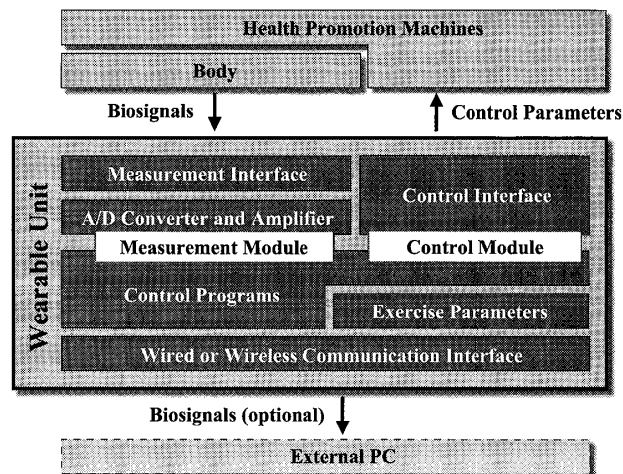 Health Promotion Machines
Body
Biosignals
Control Parameters
Wearable Unit
Measurement Interface
Control Interface
A/D Converter and Amplifier
Measurement Module
Control Module
Control Programs
Exercise Parameters
Wired or Wireless Communication Interface
Biosignals (optional)
External PC